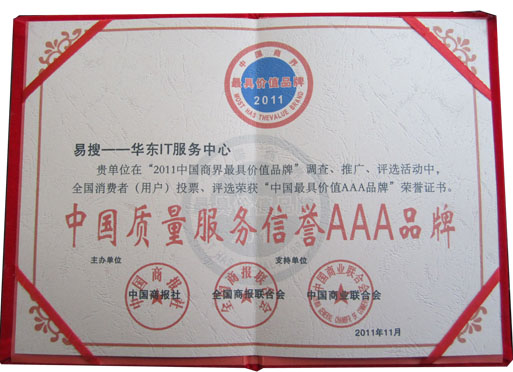 中国商界
最具价值品牌
2011
MOST HAS THEVALUE BRAND
易搜——华东IT服务中心
贵单位在“2011中国商界最具价值品牌”调查、推广、评选活动中，
全国消费者（用户）投票、评选荣获“中国最具价值AAA品牌”荣誉证书。
中国质量服务信誉AAA品牌
主办单位
支持单位
中国商报社
全国商报联合会
中国商业联合会
2011年11月